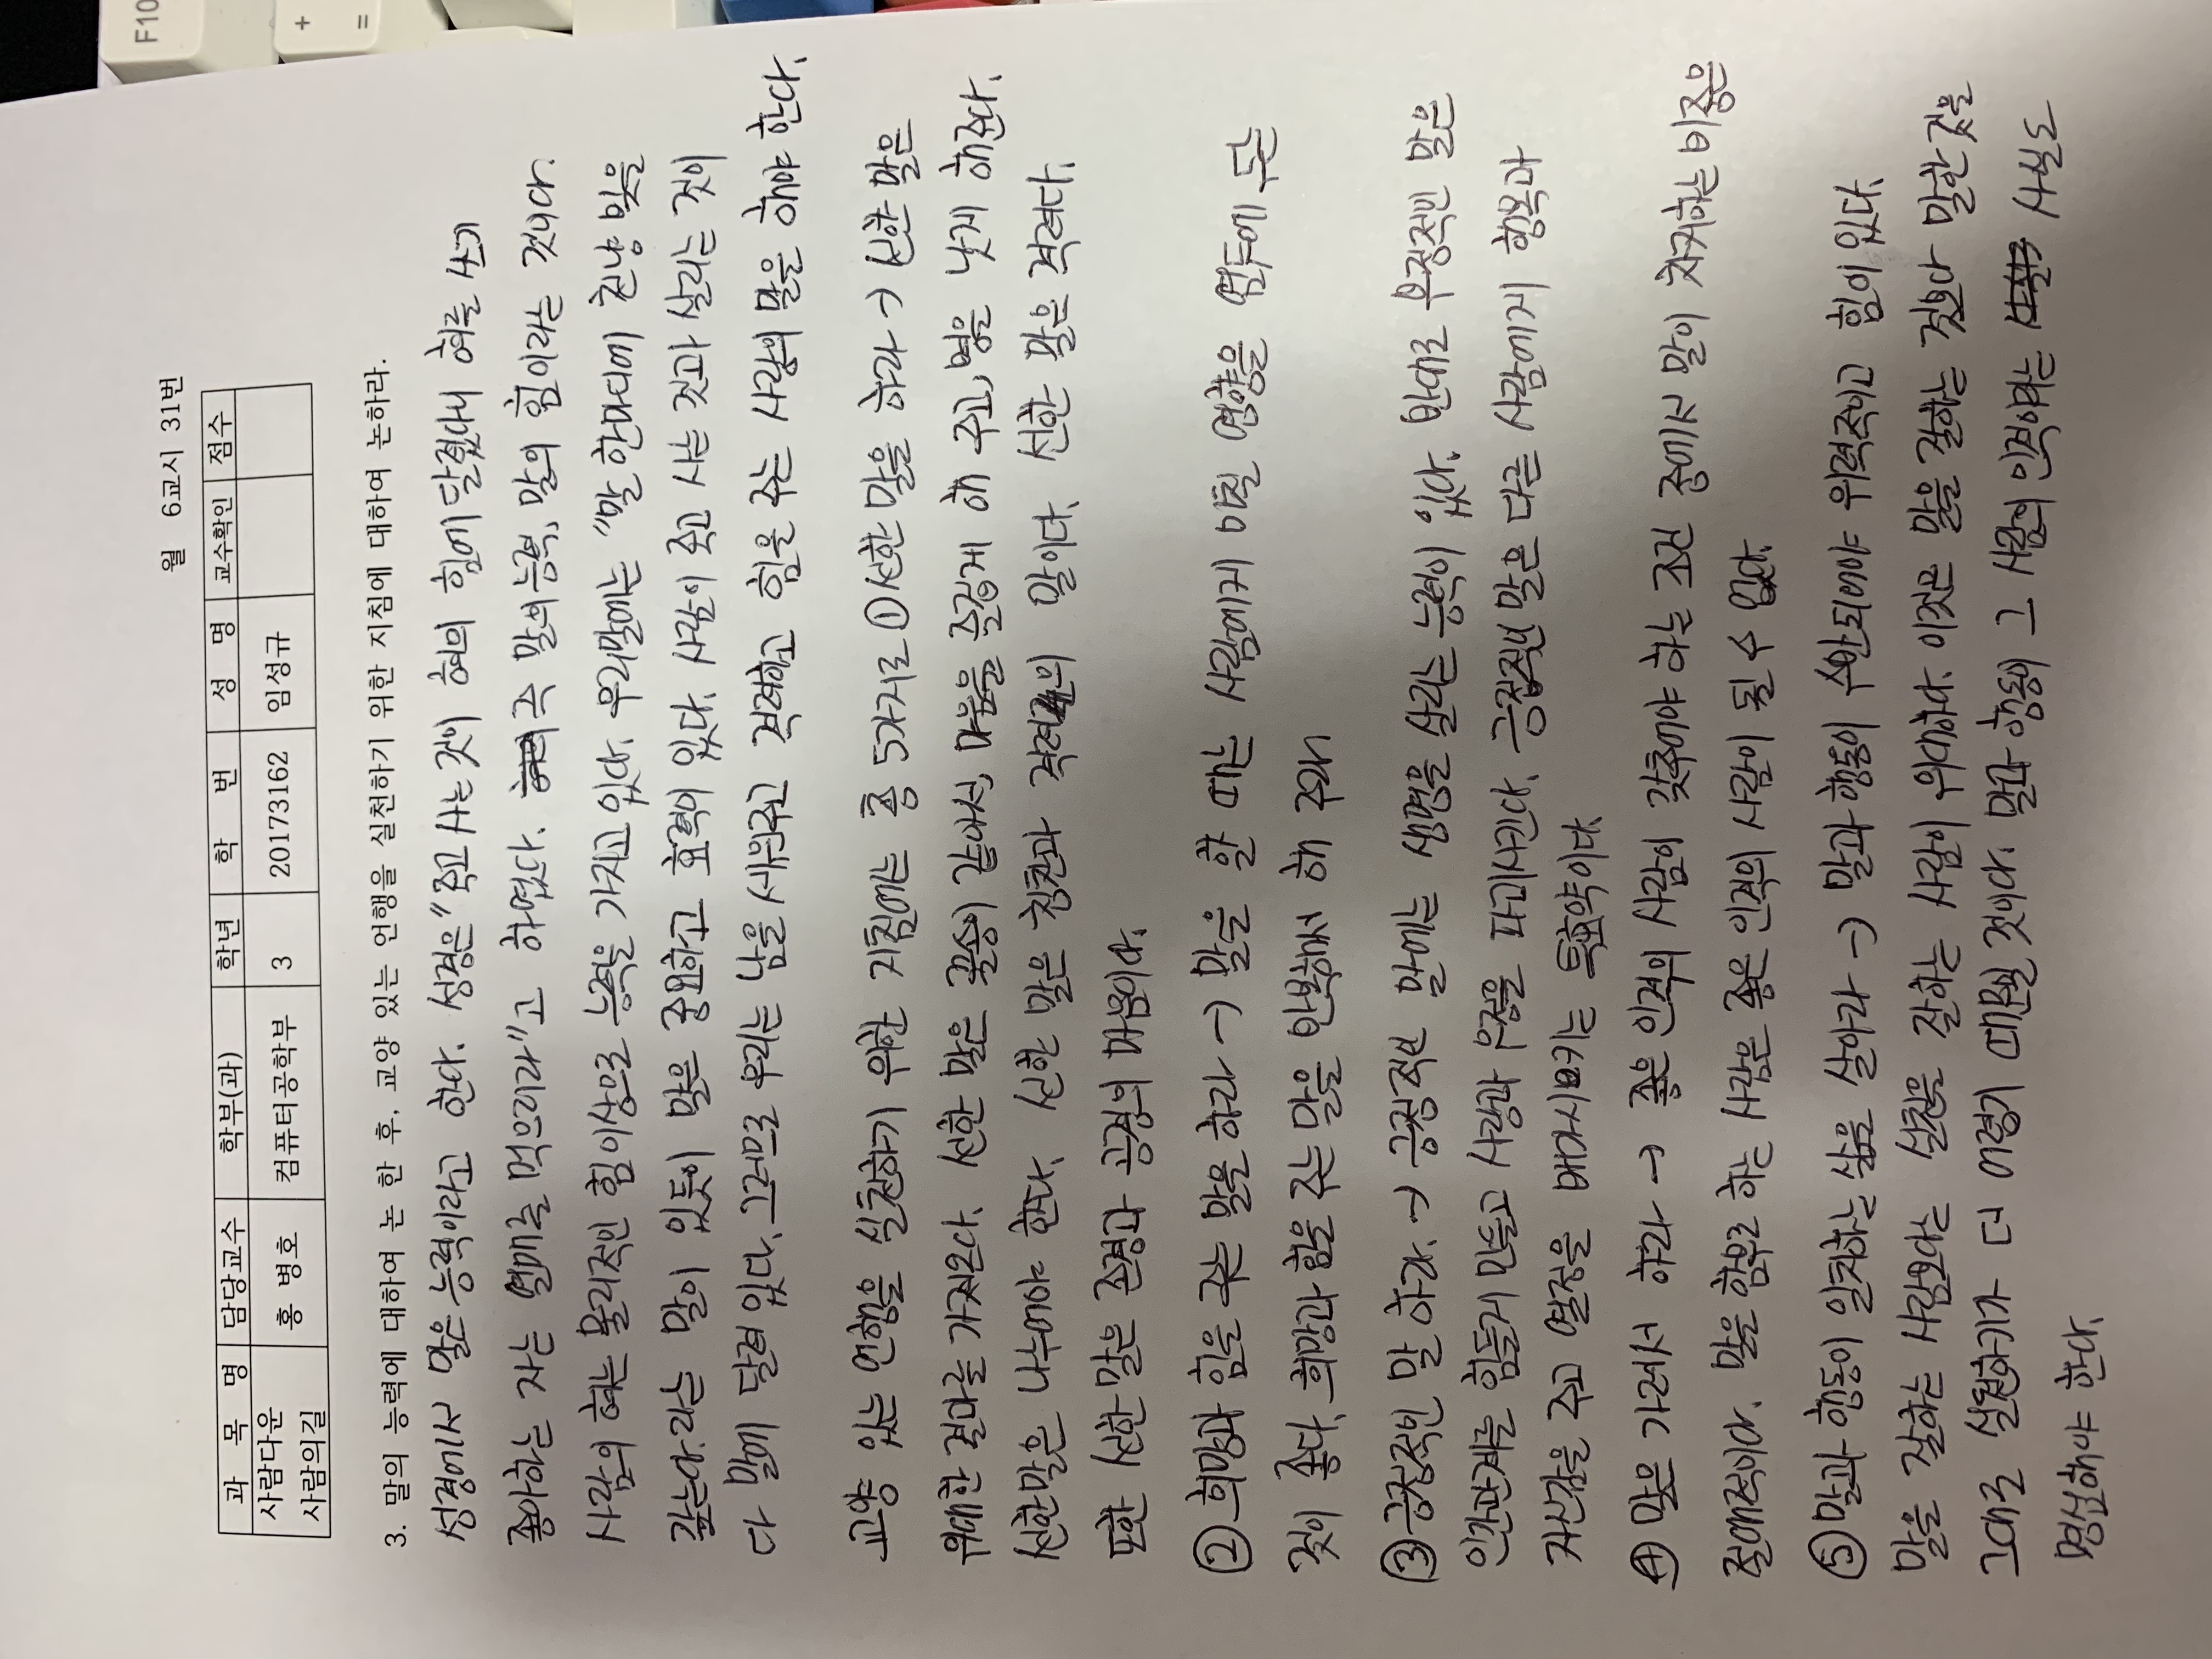 월 6교시 31번
과 목 명 담당교수 학부(과) 학년 학 번 성 명 교수확인 점수
사람다운 사람의길 홍 병호 컴퓨터공학부 3 20173162 임성규
3. 말의 능력에 대하여 논 한 후, 교양 있는 언행을 실천하기 위한 지침에 대하여 논하라.
성경에서 말은 능력이라고 한다. 성경은 "죽고 사는 것이 혀의 힘에 달렸다니 혀를 쓰기
좋아하는 자는 열매를 먹으리라"고 하였다. 즉 말의 능력, 말의 힘이라는 것이다.
사람의 혀는 물리적인 힘 이상으로 능력을 가지고 있다. 우리말에는 "말 한마디에 천냥 빚을
갚는다.라는 말이 있듯이 말은 중요하고 효력이 있다. 사람이 죽고 사는 것과 살리는 것이
다 말에 달려 있다. 그러므로 우리는 남을 세워주고 격려하고 힘을 주는 사랑의 말을 해야 한다.
교양 있는 언행을 실천하기 위한 지침에는 총 5가지로 ① 선한 말을 하라 → 선한 말은
위대한 결과를 가져온다. 선한 말은 꿀송이 같아서, 마음을 즐겁게 해 주고, 병을 낫게 해준다.
선한말은 나누어야 한다. 선한 말은 칭찬과 격려의 말이다. 선한 말은 격려다.
또한 선한 말은 존경과 공경의 마음이다.
② 희망과 힘을 주는 말을 하라 → 말을 할 때는 사람에게 미칠 영향을 염두에 두는
것이 좋다. 희망과 힘을 주는 말을 반복해서 해 주라
③ 긍정적인 말 하라. → 긍정적인 말에는 생명을 살리는 능력이 있다. 반대로 부정적인 말은
인간관계를 힘들게 만들고 사랑과 우정을 파괴시킨다. 긍정적인 말은 다른 사람에게 행복과
자신감을 주고 열정을 배가시키는 특효약이다.
④ 말은 가려서 하라 → 좋은 인격의 사람이 갖추어야 하는 조건 중에서 말이 차지하는 비중은
절대적이다. 말을 함부로 하는 사람은 좋은 인격의 사람이 될 수 없다.
⑤ 말과 행동이 일치하는 삶을 살아라 → 말과 행동이 수반되어야 위력적이고 힘이 있다.
말을 잘하는 사람보다는 실천을 잘하는 사람이 위대하다. 이것은 말을 잘하는 것보다 말한 것을
그대로 실천하기가 더 어렵기 때문일 것이다. 말과 행동이 그 사람의 인격이라는 사실도
명심해야 한다.
F10
+
=